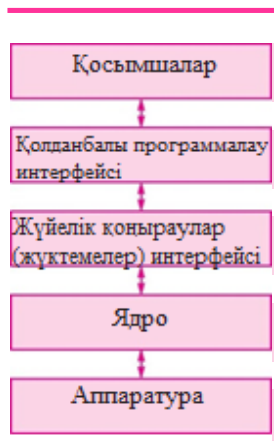 Қосымшалар
Қолданбалы программалау
интерфейсі
Жүйелік қоңыраулар
(жүктемелер) интерфейсі
Ядро
Аппаратура